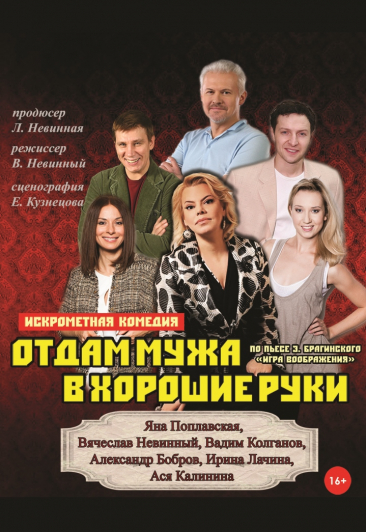 продюсер
Л. Невинная
режиссер
В. Невинный
сценография
Е. Кузнецова
ИСКРОМЕТНАЯ КОМЕДИЯ
ОТДАМ МУЖА
ПО ПЬЕСЕ Э. БРАГИНСКОГО
«ИГРА ВООБРАЖЕНИЯ»
В ХОРОШИЕ РУКИ
Яна Поплавская,
Вячеслав Невинный, Вадим Колганов,
Александр Бобров, Ирина Лачина,
Ася Калинина
16+